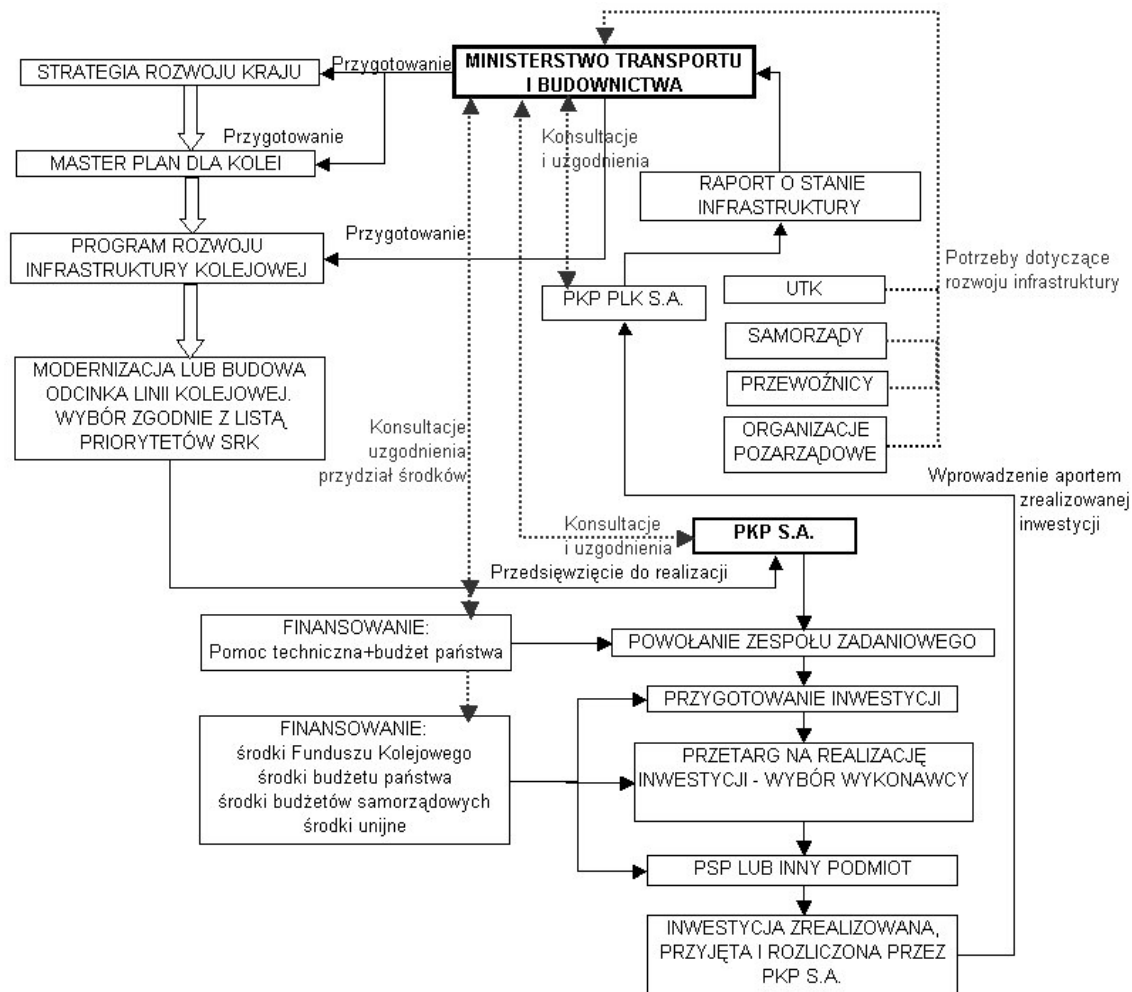 MINISTERSTWO TRANSPORTU
I BUDOWNICTWA
Przygotowanie
STRATEGIA ROZWOJU KRAJU
Przygotowanie
MASTER PLAN DLA KOLEI
Konsultacje
i uzgodnienia
RAPORT O STANIE
INFRASTRUKTURY
PROGRAM ROZWOJU
INFRASTRUKTURY KOLEJOWEJ
Przygotowanie
Potrzeby dotyczące
rozwoju infrastruktury
PKP PLK S.A.
UTK
SAMORZĄDY
PRZEWOŹNICY
ORGANIZACJE
POZARZĄDOWE
MODERNIZACJA LUB BUDOWA
ODCINKA LINII KOLEJOWEJ.
WYBÓR ZGODNIE Z LISTĄ
PRIORYTETÓW SRK
Konsultacje
uzgodnienia
przydział środków
Wprowadzenie aportem
zrealizowanej
inwestycji
Konsultacje
i uzgodnienia
PKP S.A.
Przedsięwzięcie do realizacji
FINANSOWANIE:
Pomoc techniczna+budżet państwa
POWOŁANIE ZESPOŁU ZADANIOWEGO
PRZYGOTOWANIE INWESTYCJI
FINANSOWANIE:
środki Funduszu Kolejowego
środki budżetu państwa
środki budżetów samorządowych
środki unijne
PRZETARG NA REALIZACJĘ
INWESTYCJI - WYBÓR WYKONAWCY
PSP LUB INNY PODMIOT
INWESTYCJA ZREALIZOWANA,
PRZYJĘTA I ROZLICZONA PRZEZ
PKP S.A.